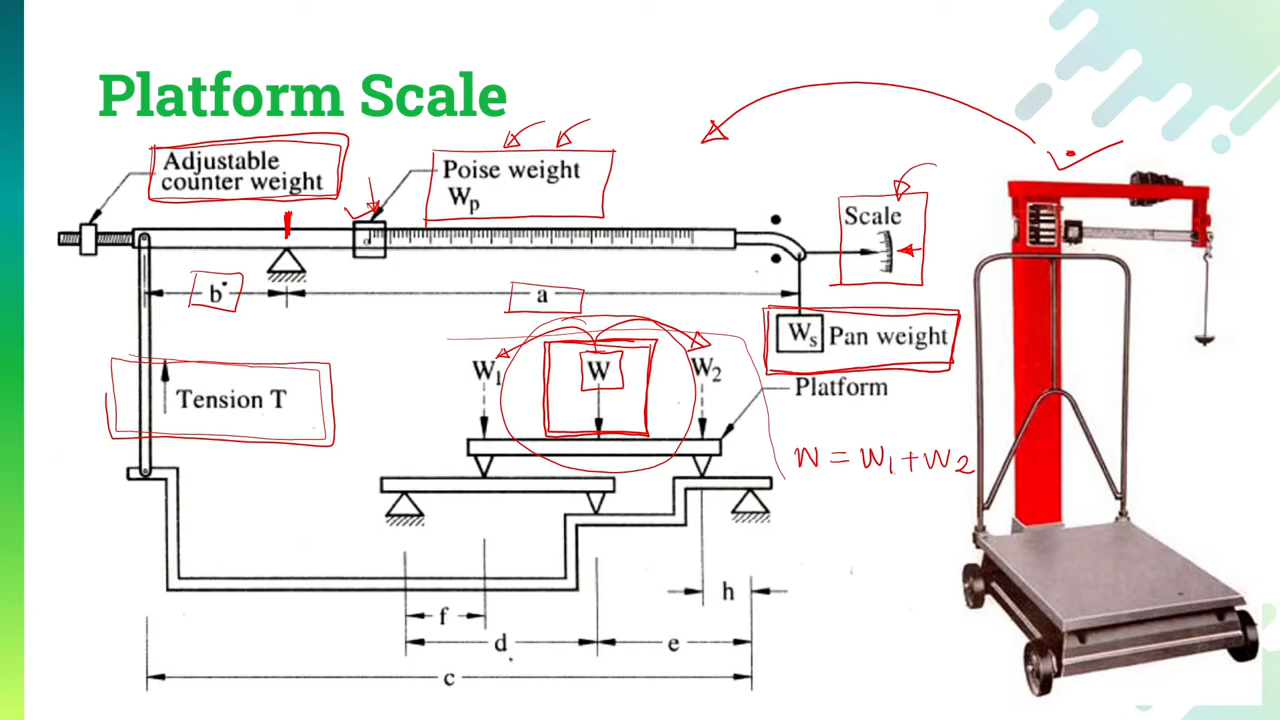 Platform Scale
Adjustable
counter weight
Poise weight
Wp
Scale
b
a
Ws Pan weight
W1
W
W2
Tension T
Platform
W = W1 + W2
h
f
d
e
c